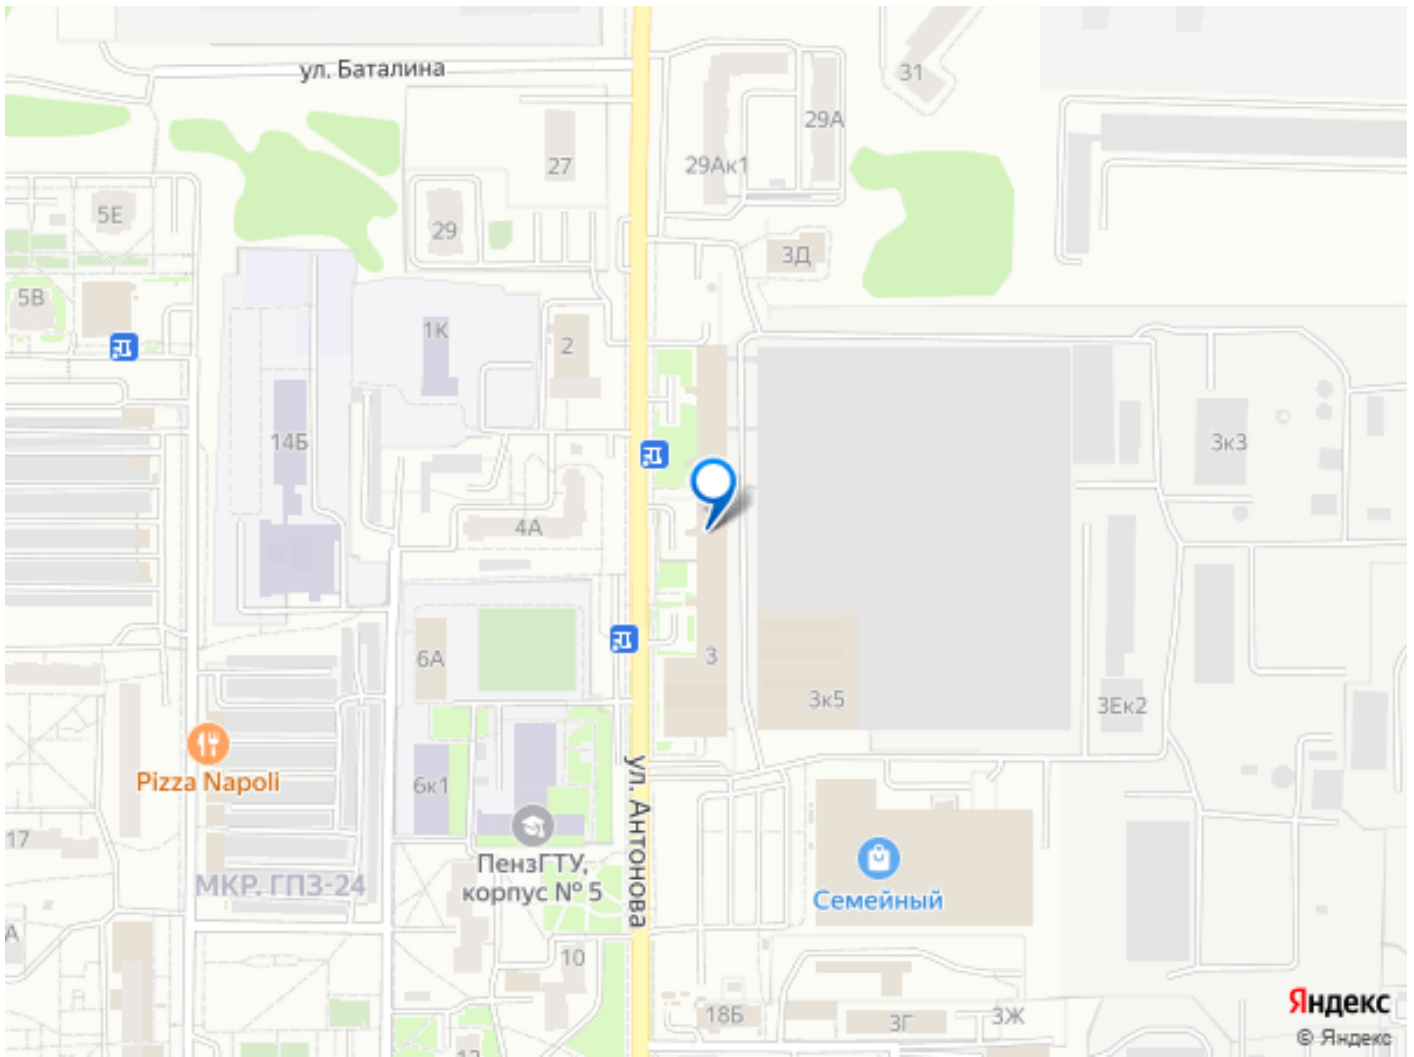 ул. Баталина
31
29А
27
29Ак1
5Е
29
3Д
5В
1К
2
14Б
3к3
4А
6А
3
3к5
3Ек2
Pizza Napoli
6к1
ул. Антонова
17
ПензГТУ,
корпус № 5
МКР. ГПЗ-24
Семейный
А
10
18Б
3Г
3Ж
Яндекс
© Яндекс